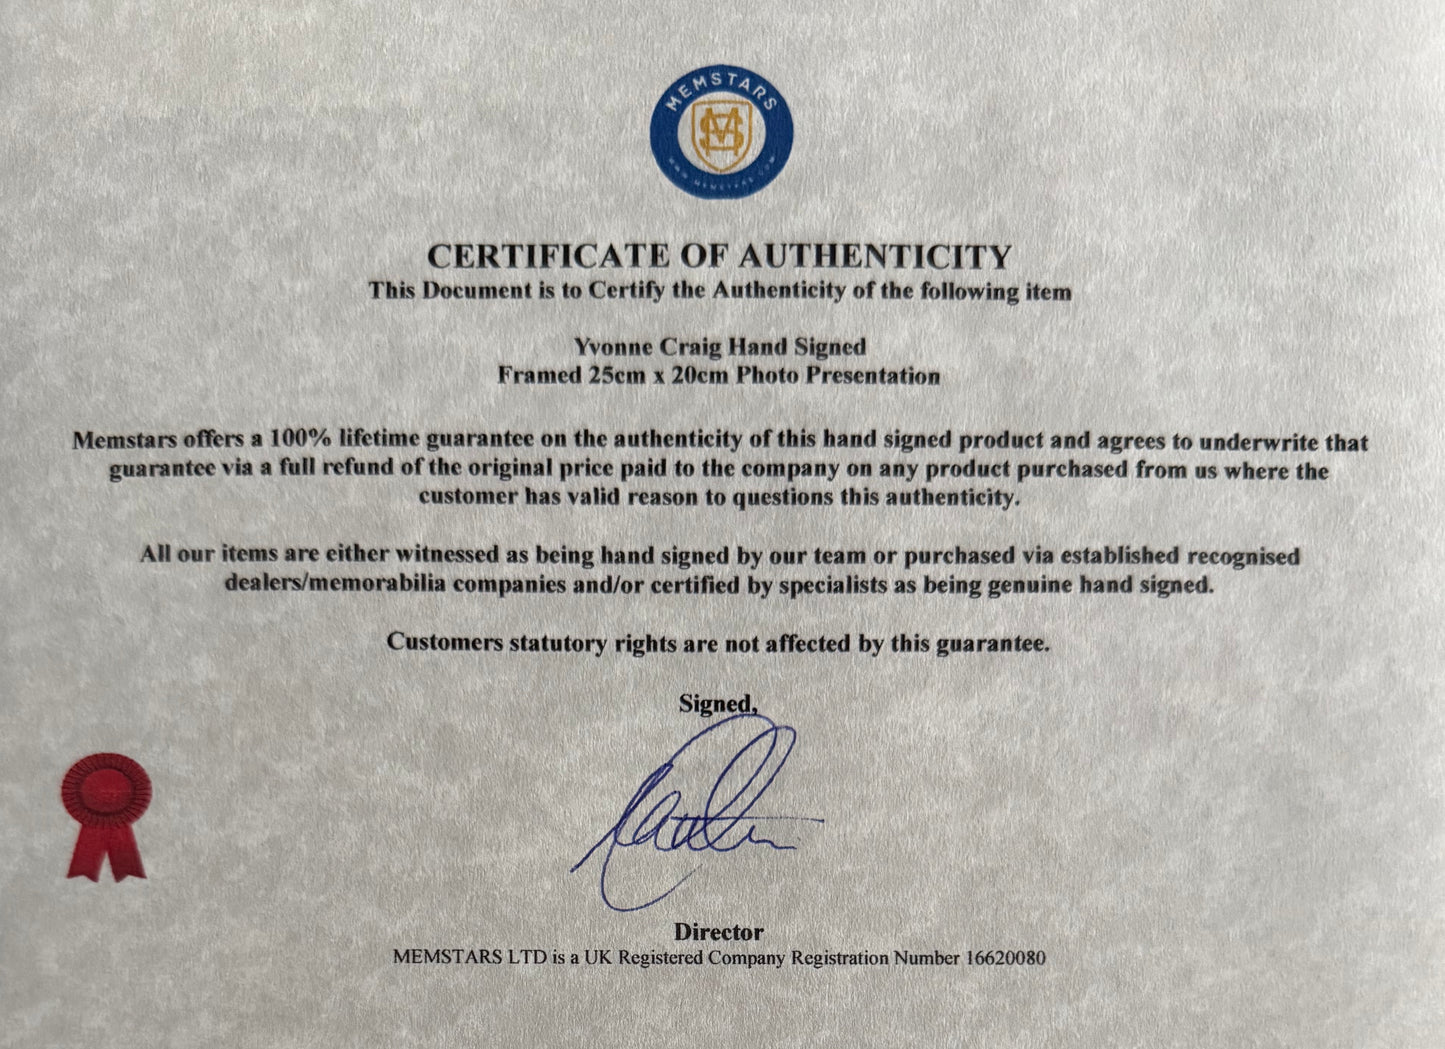 MEMSTARS
MS
WWW.MEMSTARS.COM
CERTIFICATE OF AUTHENTICITY
This Document is to Certify the Authenticity of the following item
Yvonne Craig Hand Signed
Framed 25cm x 20cm Photo Presentation
Memstars offers a 100% lifetime guarantee on the authenticity of this hand signed product and agrees to underwrite that
guarantee via a full refund of the original price paid to the company on any product purchased from us where the
customer has valid reason to questions this authenticity.
All our items are either witnessed as being hand signed by our team or purchased via established recognised
dealers/memorabilia companies and/or certified by specialists as being genuine hand signed.
Customers statutory rights are not affected by this guarantee.
Signed,
Director
MEMSTARS LTD is a UK Registered Company Registration Number 16620080